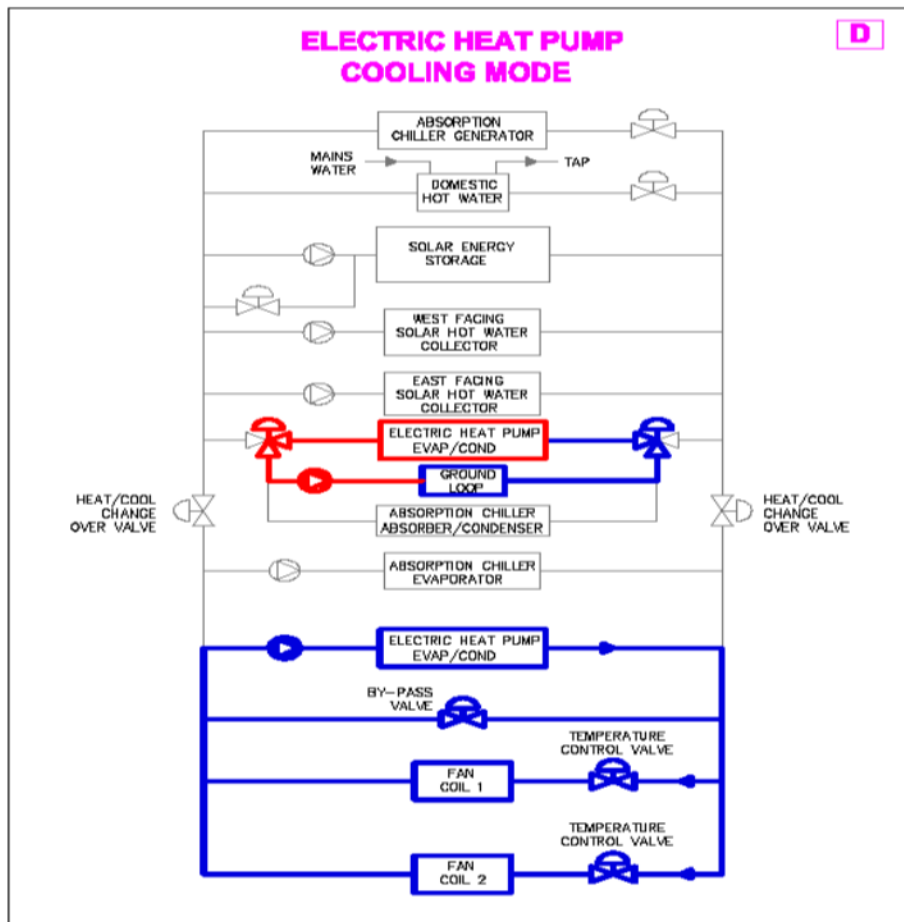 ELECTRIC HEAT PUMP
COOLING MODE
D
ABSORPTION
CHILLER GENERATOR
MAINS
WATER
TAP
DOMESTIC
HOT WATER
SOLAR ENERGY
STORAGE
WEST FACING
SOLAR HOT WATER
COLLECTOR
EAST FACING
SOLAR HOT WATER
COLLECTOR
ELECTRIC HEAT PUMP
EVAP/COND
GROUND
LOOP
HEAT/COOL
CHANGE
OVER VALVE
ABSORPTION CHILLER
ABSORBER/CONDENSER
HEAT/COOL
CHANGE
OVER VALVE
ABSORPTION CHILLER
EVAPORATOR
ELECTRIC HEAT PUMP
EVAP/COND
BY-PASS
VALVE
TEMPERATURE
CONTROL VALVE
FAN
COIL 1
TEMPERATURE
CONTROL VALVE
FAN
COIL 2